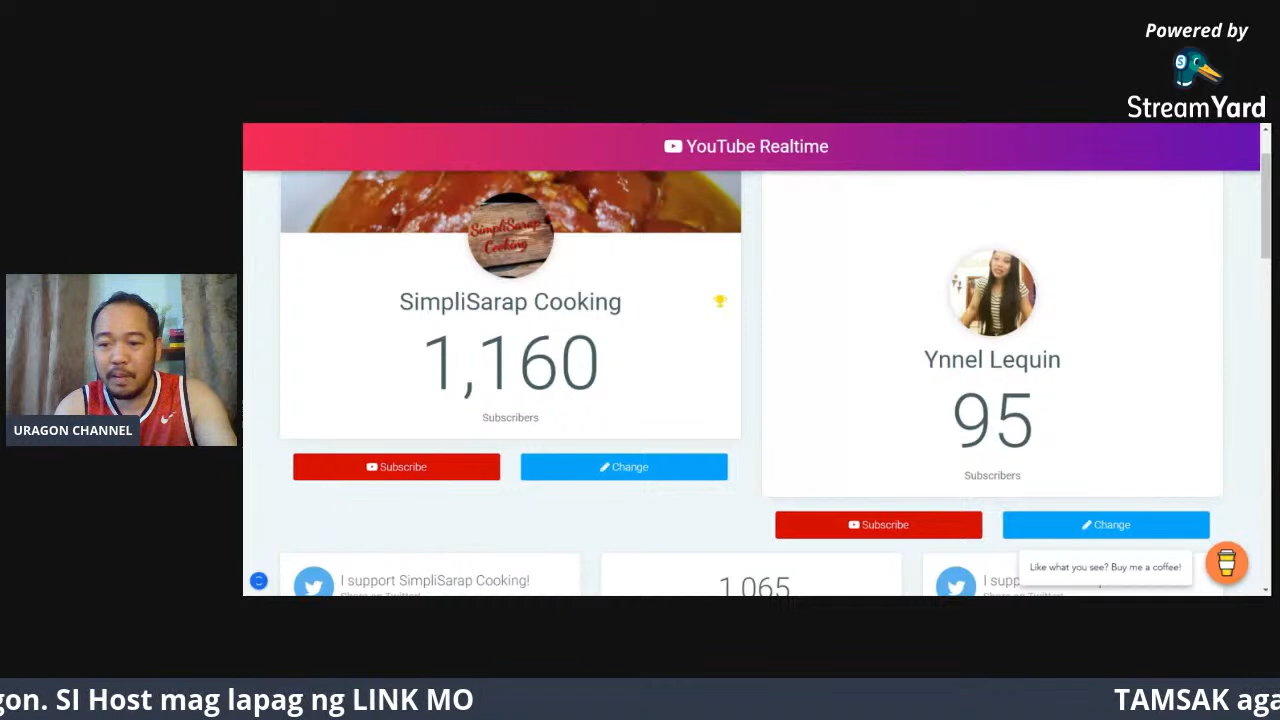 Powered by
StreamYard
YouTube Realtime
SimpliSarap
Cooking
SimpliSarap Cooking
1,160
Subscribers
Subscribe
Change
Ynnel Lequin
95
Subscribers
Subscribe
Change
URAGON CHANNEL
I support SimpliSarap Cooking!
1,065
I supp
Like what you see? Buy me a coffee!
gon. SI Host mag lapag ng LINK MO
TAMSAK aga